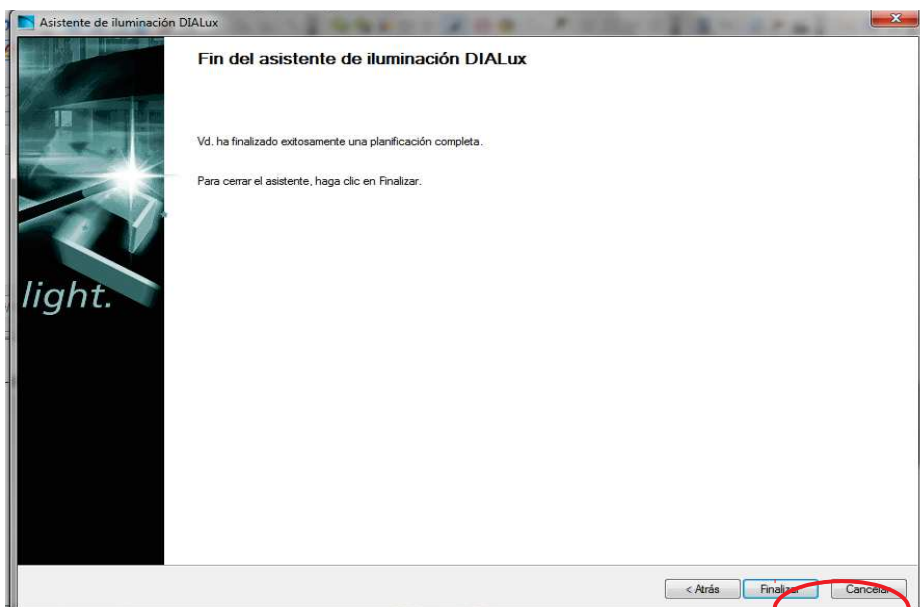 Asistente de iluminación DIALux
Fin del asistente de iluminación DIALux
Vd. ha finalizado exitosamente una planificación completa.
Para cerrar el asistente, haga clic en Finalizar.
light.
< Atrás Finalizar Cancelar